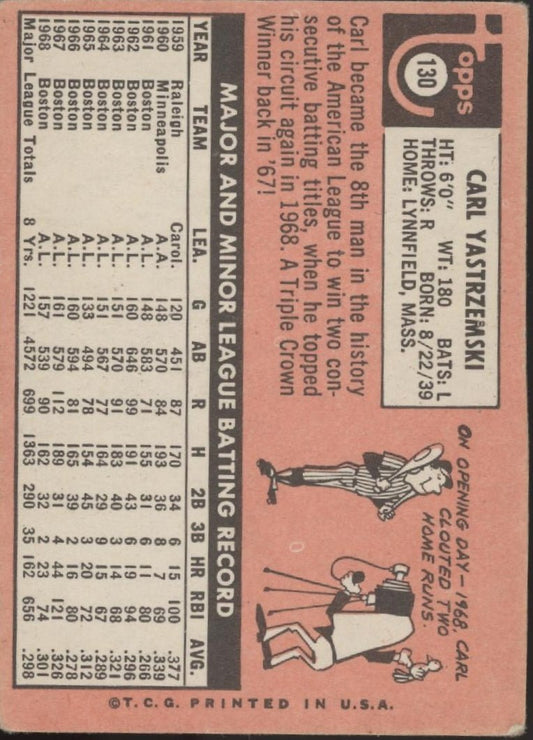 Topps
130
CARL YASTRZEMSKI
HT: 6'0" WT: 180 BATS: L
THROWS: R BORN: 8/22/39
HOME: LYNNFIELD, MASS.
Carl became the 8th man in the history
of the American League to win two con-
secutive batting titles, when he topped
his circuit again in 1968. A Triple Crown
Winner back in '67!
ON OPENING DAY—1968, CARL
CLOUTED TWO
HOME RUNS.
MAJOR AND MINOR LEAGUE BATTING RECORD
YEAR TEAM LEA. G AB R H 2B 3B HR RBI AVG.
1959 Raleigh Carol. 120 451 87 170 34 6 15 100 .377
1960 Minneapolis A.A. 148 570 84 193 36 8 7 69 .339
1961 Boston A.L. 148 583 71 155 31 6 11 80 .266
1962 Boston A.L. 160 646 99 191 43 6 19 94 .296
1963 Boston A.L. 151 570 91 183 40 3 14 68 .321
1964 Boston A.L. 151 567 77 164 29 9 15 67 .289
1965 Boston A.L. 133 494 78 154 45 3 20 72 .312
1966 Boston A.L. 160 594 81 165 39 2 16 80 .278
1967 Boston A.L. 161 579 112 189 31 4 44 121 .326
1968 Boston A.L. 157 539 90 162 32 2 23 74 .301
Major League Totals 8 Yrs. 1221 4572 699 1363 290 35 162 656 .298
©T.C.G. PRINTED IN U.S.A.